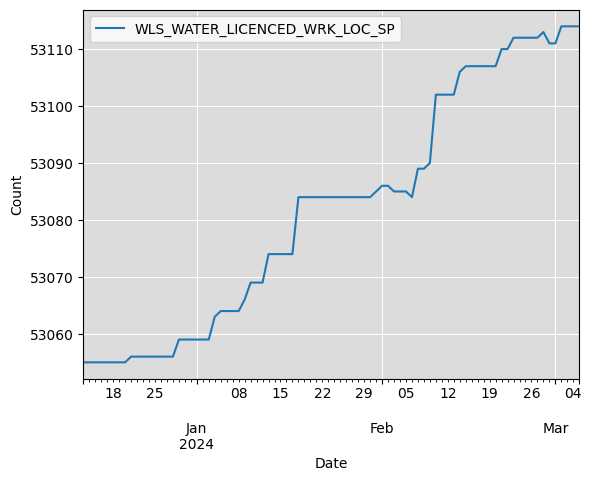 WLS_WATER_LICENCED_WRK_LOC_SP
53110
53100
53090
53080
53070
53060
Count
18 25 08 15 22 29 05 12 19 26 04
Jan Feb Mar
2024
Date